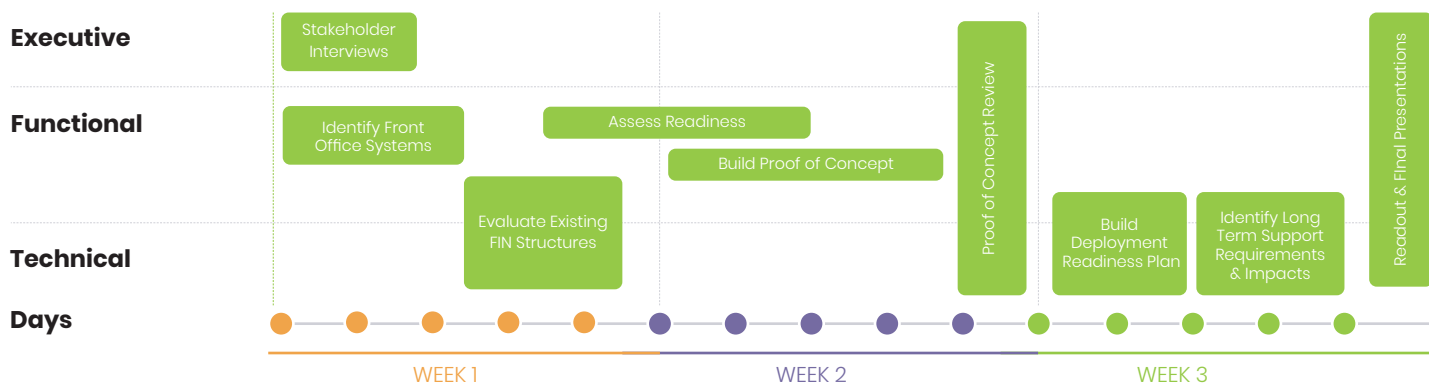 Executive
Stakeholder
Interviews
Functional
Identify Front
Office Systems
Assess Readiness
Build Proof of Concept
Evaluate Existing
FIN Structures
Proof of Concept Review
Technical
Build
Deployment
Readiness Plan
Identify Long
Term Support
Requirements
& Impacts
Readout & Final Presentations
Days
WEEK 1
WEEK 2
WEEK 3